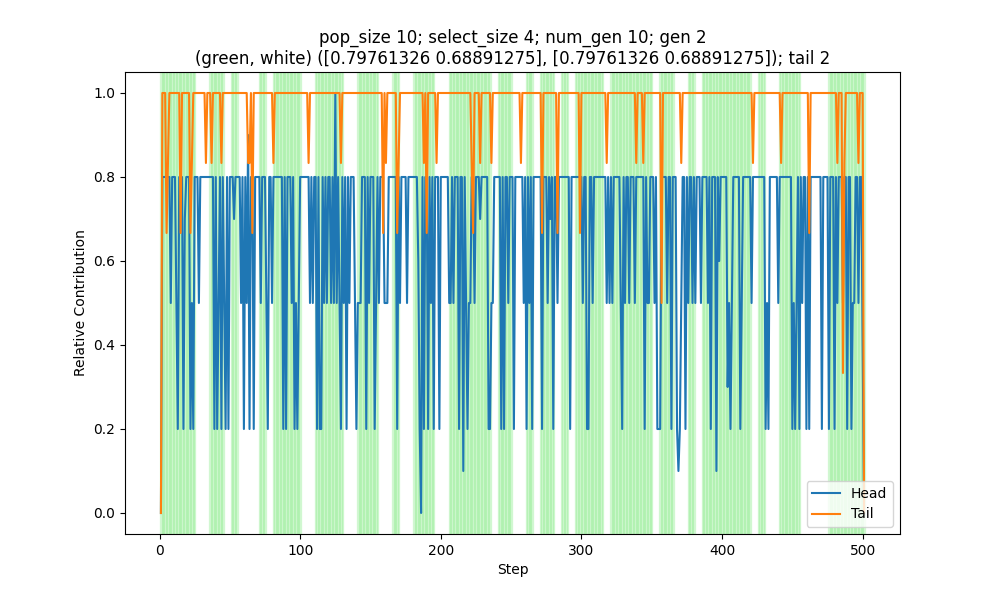 pop_size 10; select_size 4; num_gen 10; gen 2
(green, white) ([0.79761326 0.68891275], [0.79761326 0.68891275]); tail 2
1.0
0.8
0.6
0.4
0.2
0.0
Relative Contribution
Head
Tail
0
100
200
300
400
500
Step